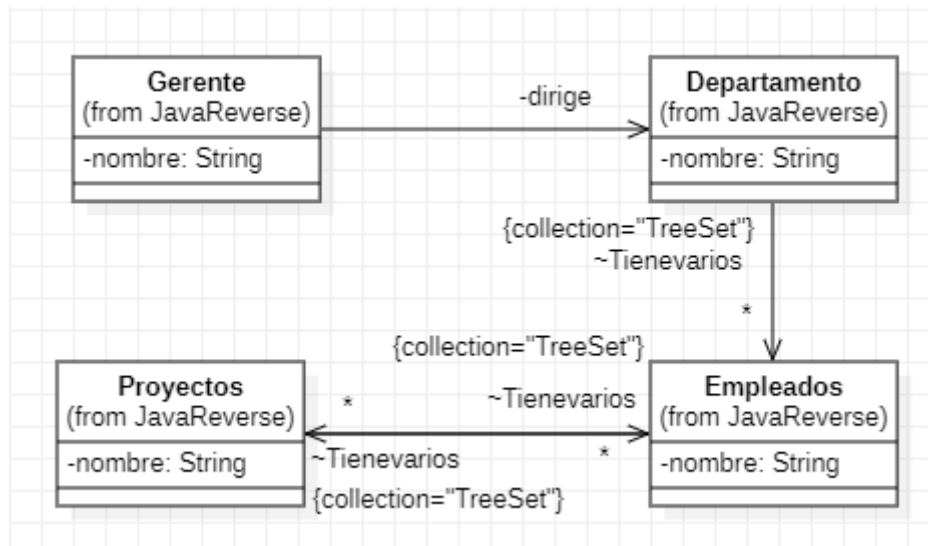 Gerente
(from JavaReverse)
-nombre: String
-dirige
Departamento
(from JavaReverse)
-nombre: String
{collection="TreeSet"}
~Tienevarios
*
{collection="TreeSet"}
~Tienevarios
*
Proyectos
(from JavaReverse)
-nombre: String
*
~Tienevarios
{collection="TreeSet"}
Empleados
(from JavaReverse)
-nombre: String